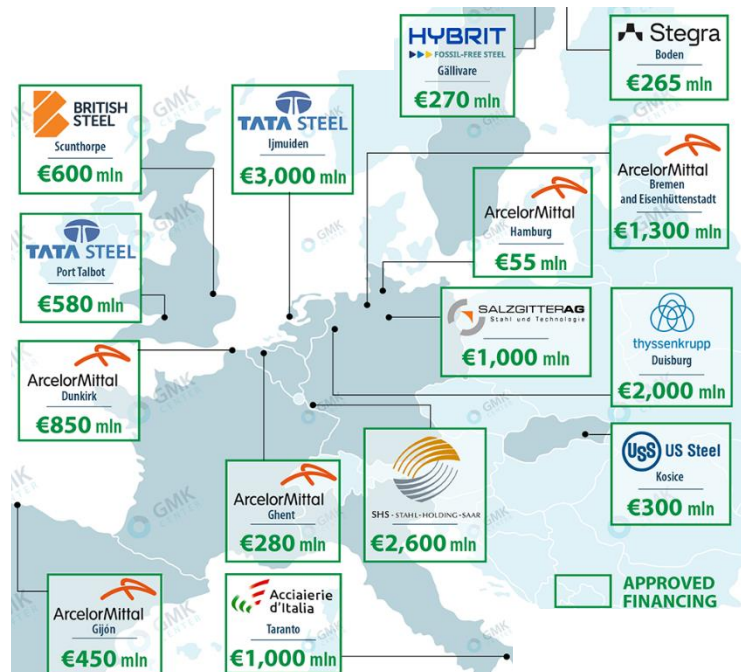 HYBRIT
FOSSIL-FREE STEEL
Gällivare
€270 mln
Stegra
Boden
€265 mln
BRITISH
STEEL
Scunthorpe
€600 mln
TATA STEEL
Ijmuiden
€3,000 mln
ArcelorMittal
Bremen
and Eisenhüttenstadt
€1,300 mln
ArcelorMittal
Hamburg
€55 mln
TATA STEEL
Port Talbot
€580 mln
SALZGITTERAG
Stahl und Technologie
€1,000 mln
thyssenkrupp
Duisburg
€2,000 mln
ArcelorMittal
Dunkirk
€850 mln
ArcelorMittal
Ghent
€280 mln
SHS - STAHL-HOLDING-SAAR
€2,600 mln
USS US Steel
Kosice
€300 mln
ArcelorMittal
Gijón
€450 mln
Acciaierie
d'Italia
Taranto
€1,000 mln
APPROVED
FINANCING
GMK
CENTER